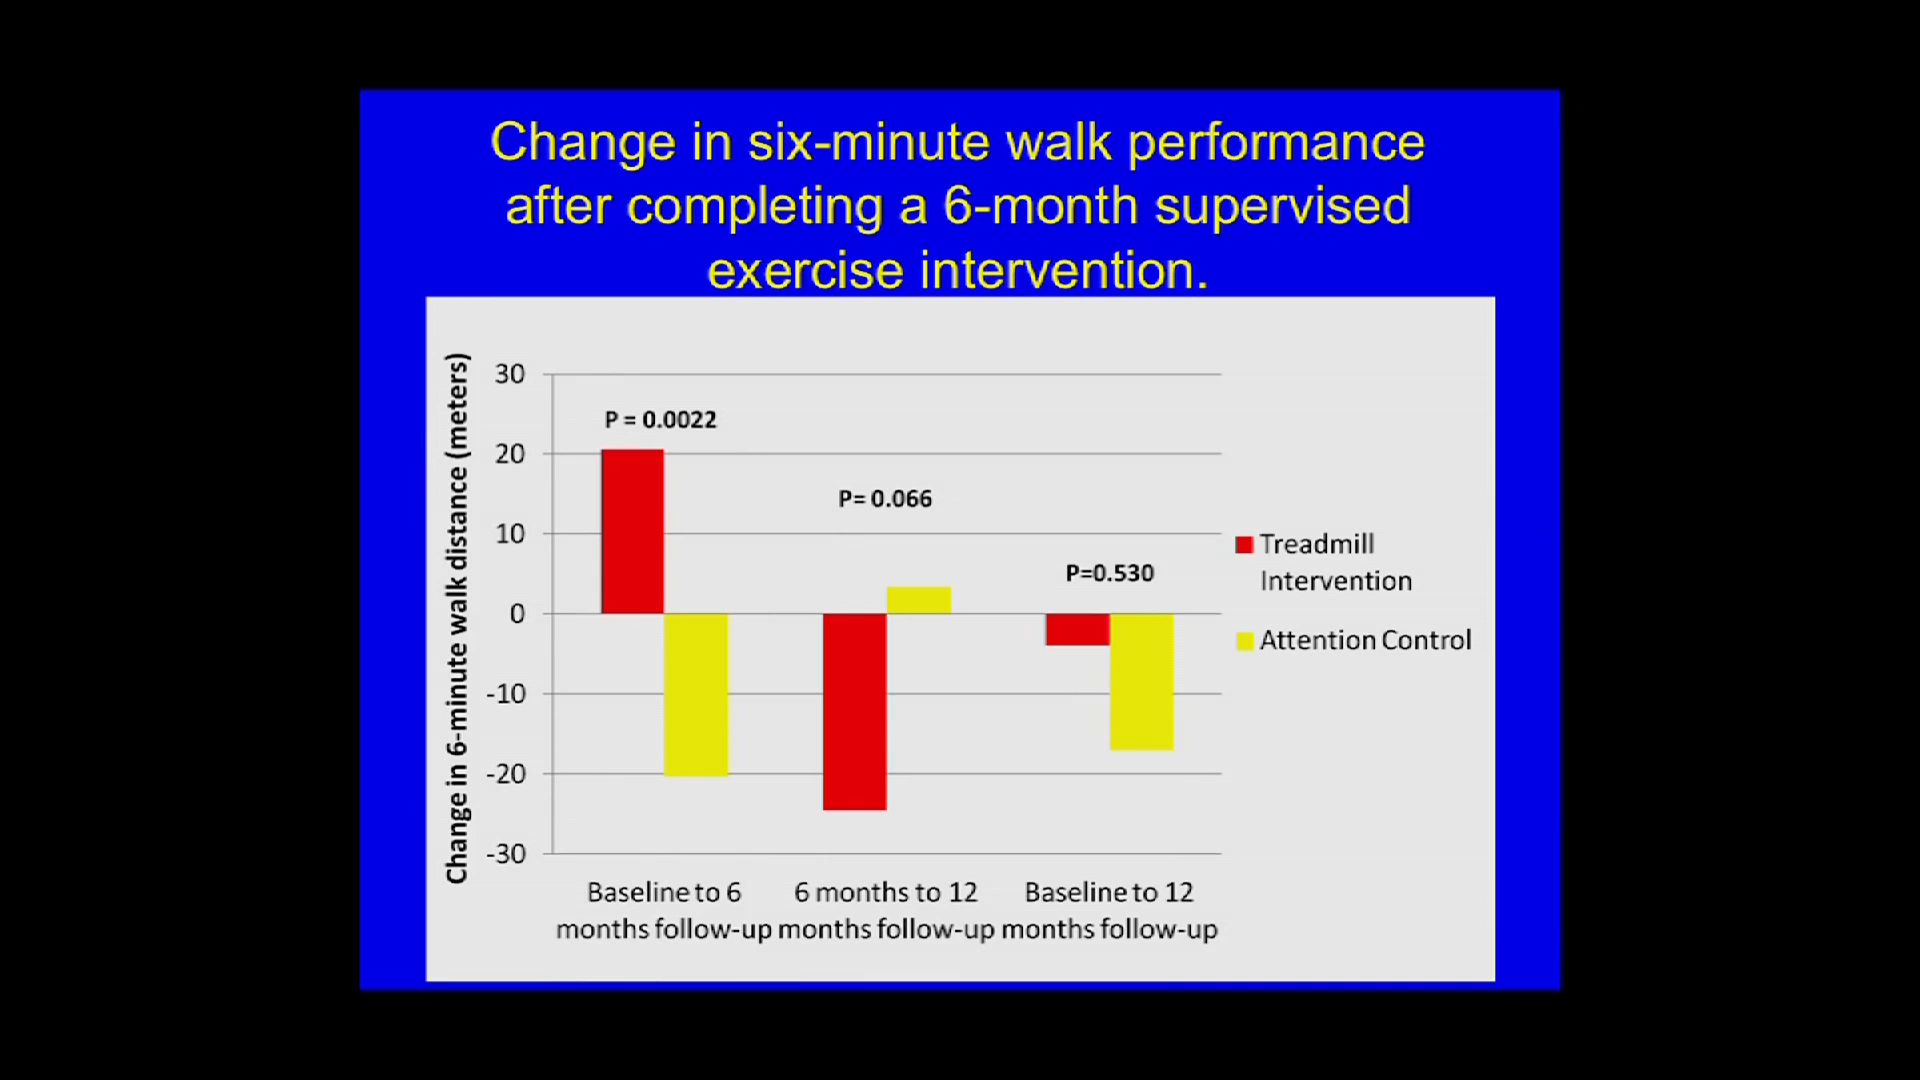 Change in six-minute walk performance
after completing a 6-month supervised
exercise intervention.
Change in 6-minute walk distance (meters)
30
20
10
0
-10
-20
-30
P = 0.0022
P= 0.066
P=0.530
Treadmill
Intervention
Attention Control
Baseline to 6
months follow-up
6 months to 12
months follow-up
Baseline to 12
months follow-up